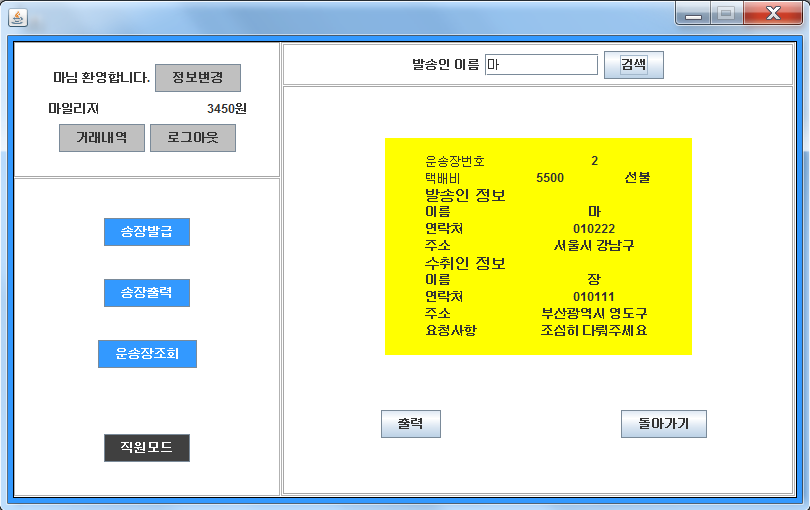 마님 환영합니다. 정보변경
마일리저 3450원
거래내역 로그아웃
송장발급
송장출력
운송장조회
직원모드
발송인 이름 마 검색
운송장번호 2
택배비 5500 선불
발송인 정보
이름 마
연락처 010222
주소 서울시 강남구
수취인 정보
이름 장
연락처 010111
주소 부산광역시 영도구
요청사항 조심히 다뤄주세요
출력 돌아가기